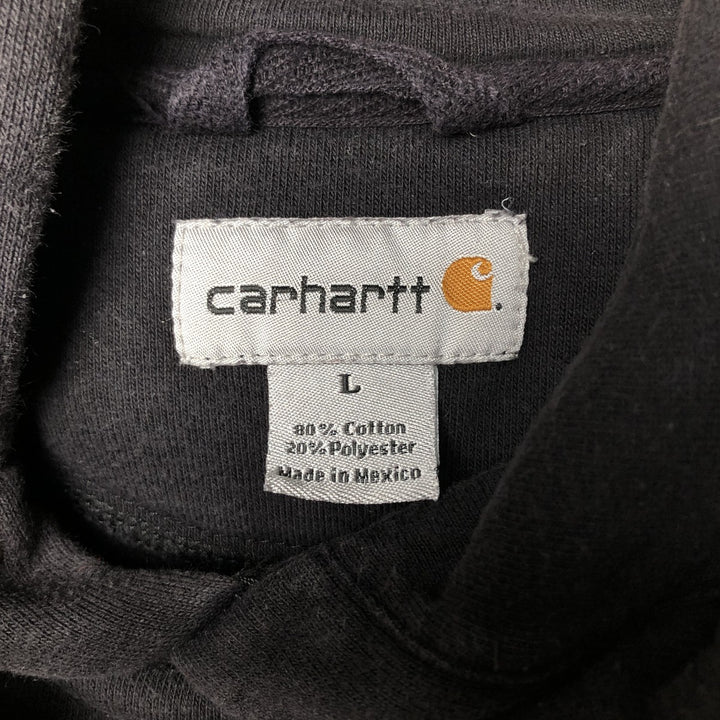 carhartt
L
80% Cotton
20% Polyester
Made in Mexico